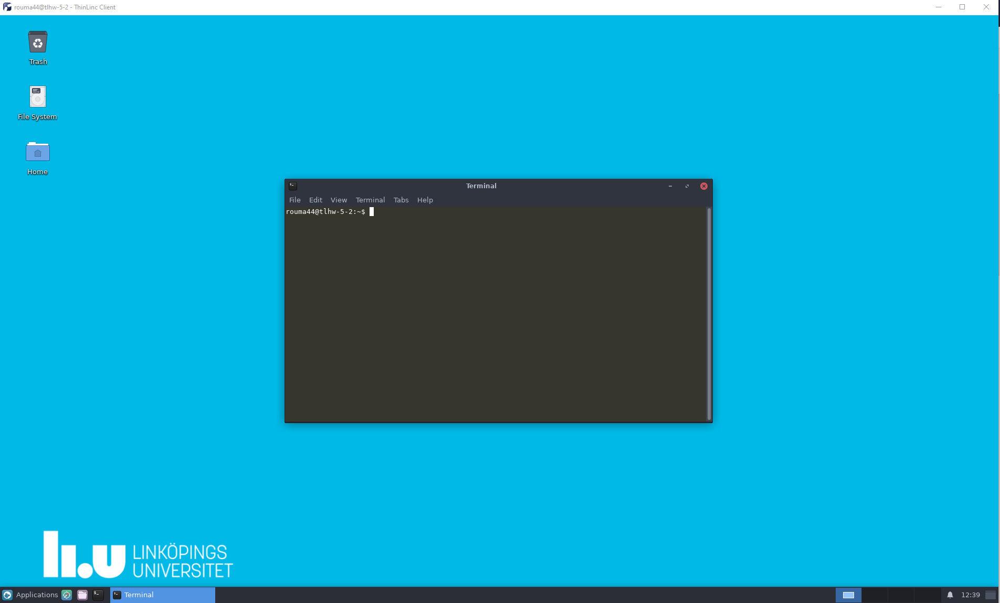 rouma44@tlhw-5-2 - ThinLinc Client
Trash
File System
Home
Terminal
File Edit View Terminal Tabs Help
rouma44@tlhw-5-2:~$
li.u LINKÖPINGS
UNIVERSITET
Applications
Terminal
12:39